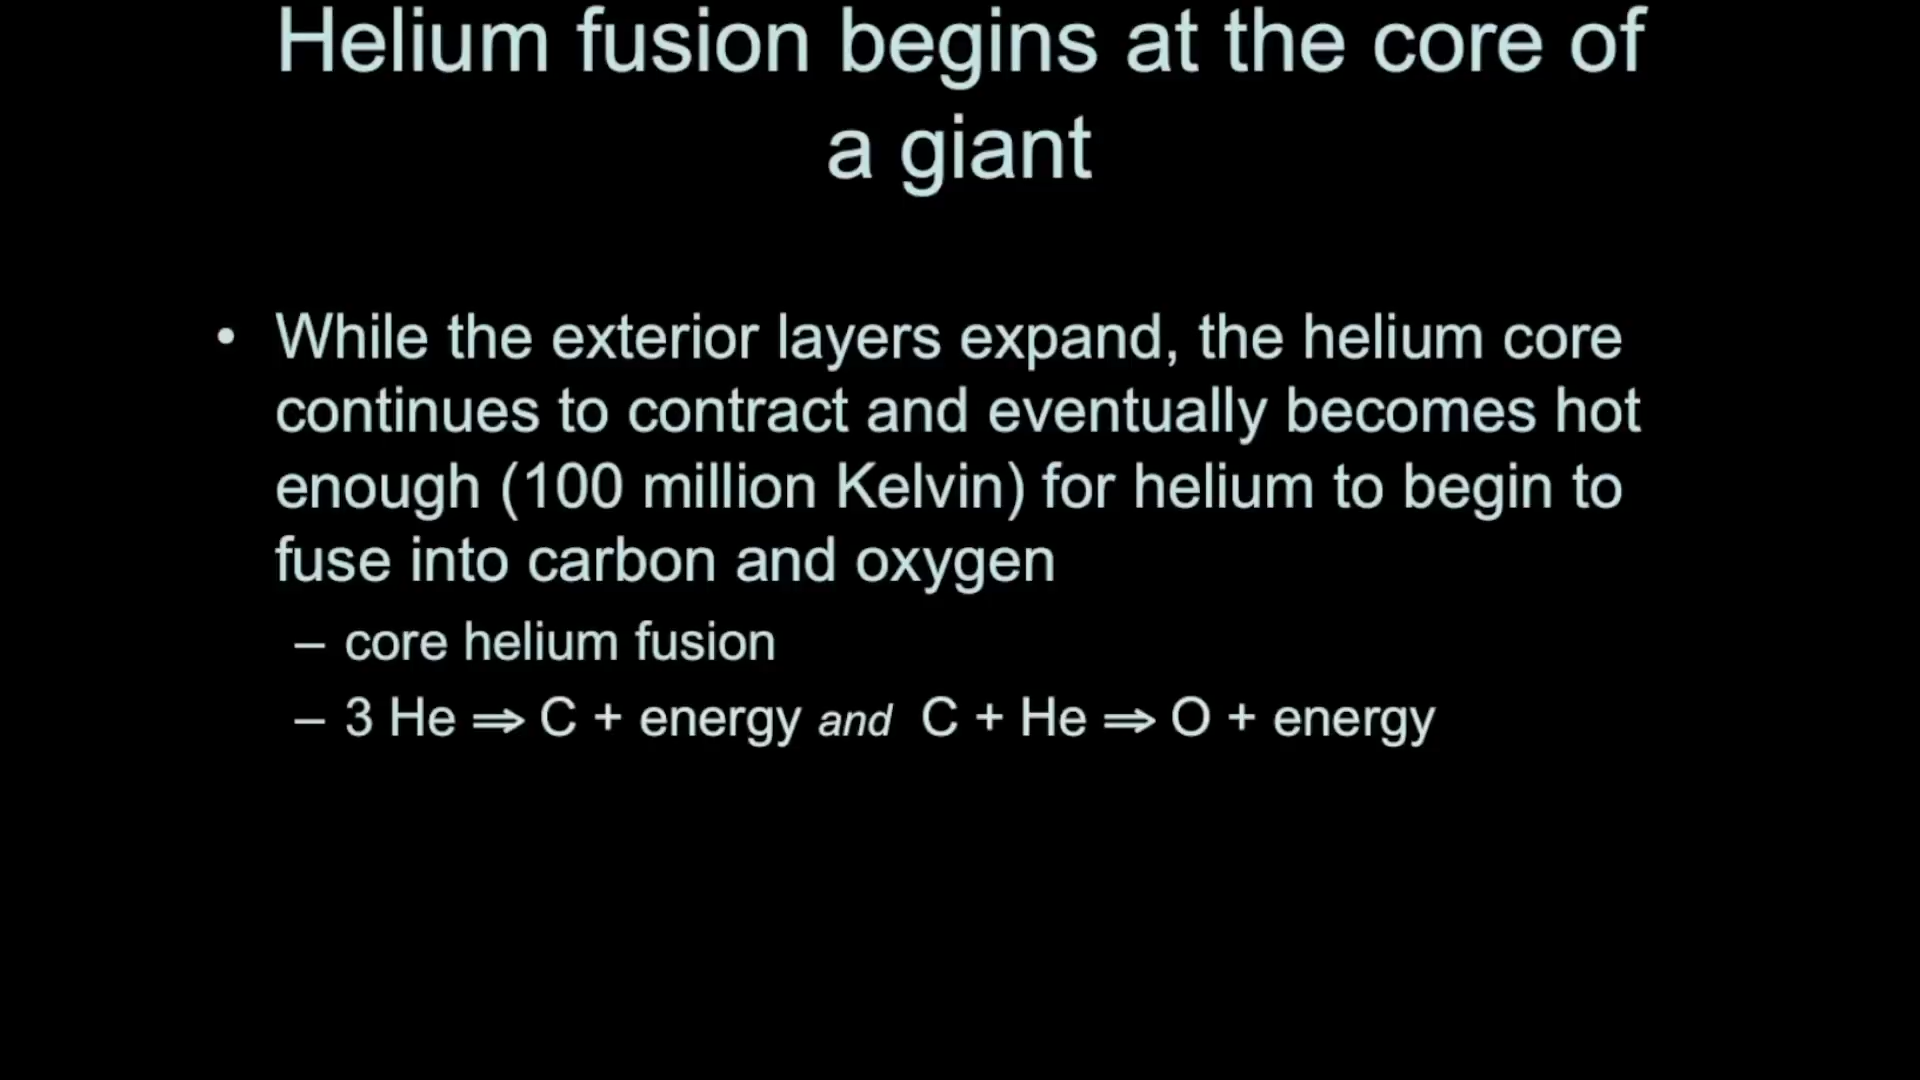 Helium fusion begins at the core of
a giant
• While the exterior layers expand, the helium core
continues to contract and eventually becomes hot
enough (100 million Kelvin) for helium to begin to
fuse into carbon and oxygen
– core helium fusion
– 3 He ⇒ C + energy and C + He ⇒ O + energy